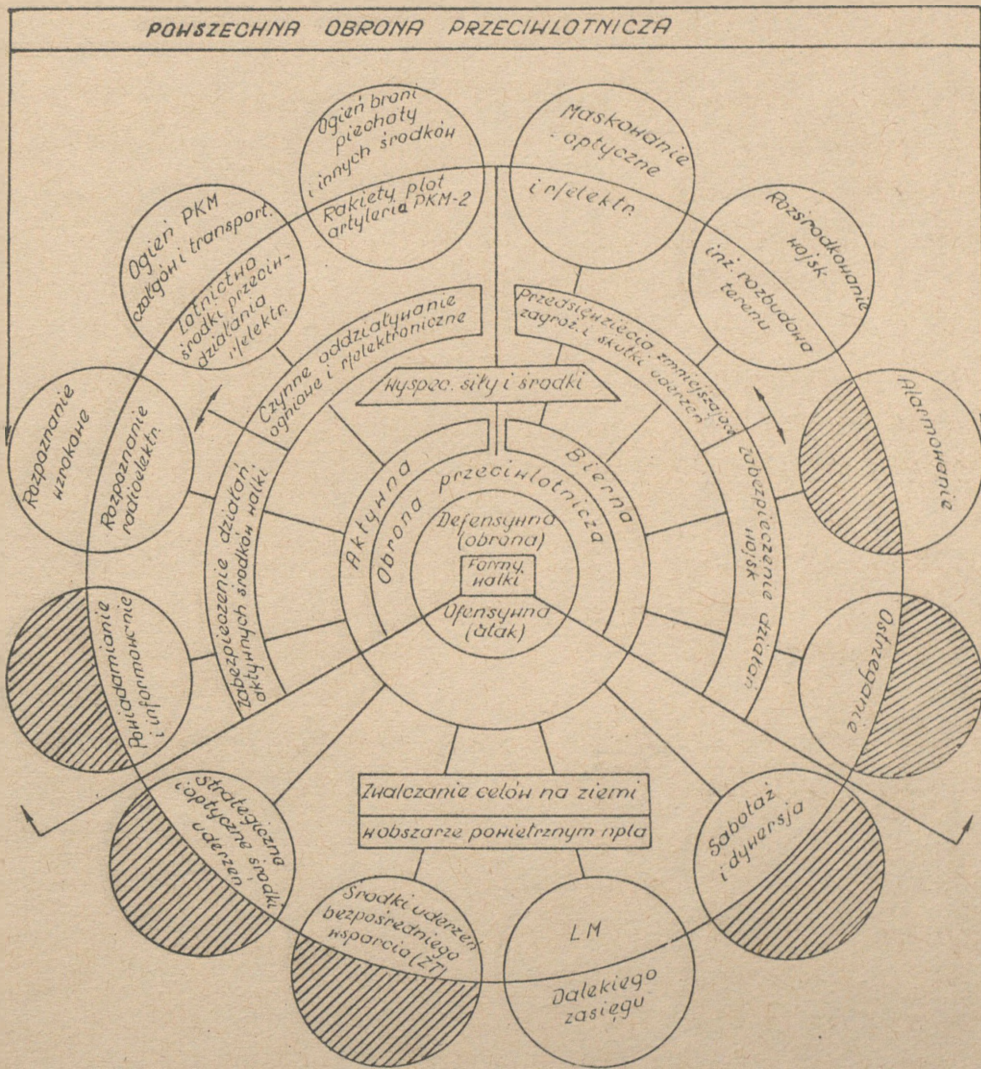 POWSZECHNA OBRONA PRZECIWLOTNICZA
Ogień broni
piechoty
i innych środków
Rakiety plot
artyleria PKM-2
Maskowanie
optyczne
i r/elektr.
Ogień PKM
czołgów i transport.
Lotnictwo
środki przeciw-
działania
r/elektr.
Rozśrodkowanie
wojsk
inż. rozbudowa
terenu
Rozpoznanie
wzrokowe
Rozpoznanie
radioelektr.
Alarmowanie
Powiadamianie
i informowanie
Ostrzeganie
Czynne oddziaływanie
ogniowe i r/elektroniczne
Przedsięwzięcia zmniejszające
zagroż. i skutki uderzeń
Zabezpieczenie działań
aktywnych środków walki
Zabezpieczenie działań
wojsk
Wyspec. siły i środki
Aktywna
Bierna
Obrona przeciwlotnicza
Defensywna
(obrona)
Formy
walki
Ofensywna
(atak)
Zwalczanie celów na ziemi
w obszarze powietrznym npla
Strategiczne
i optyczne środki
uderzeń
Środki uderzeń
bezpośredniego
wsparcia (ŻT)
LM
Dalekiego
zasięgu
Sabotaż
i dywersja